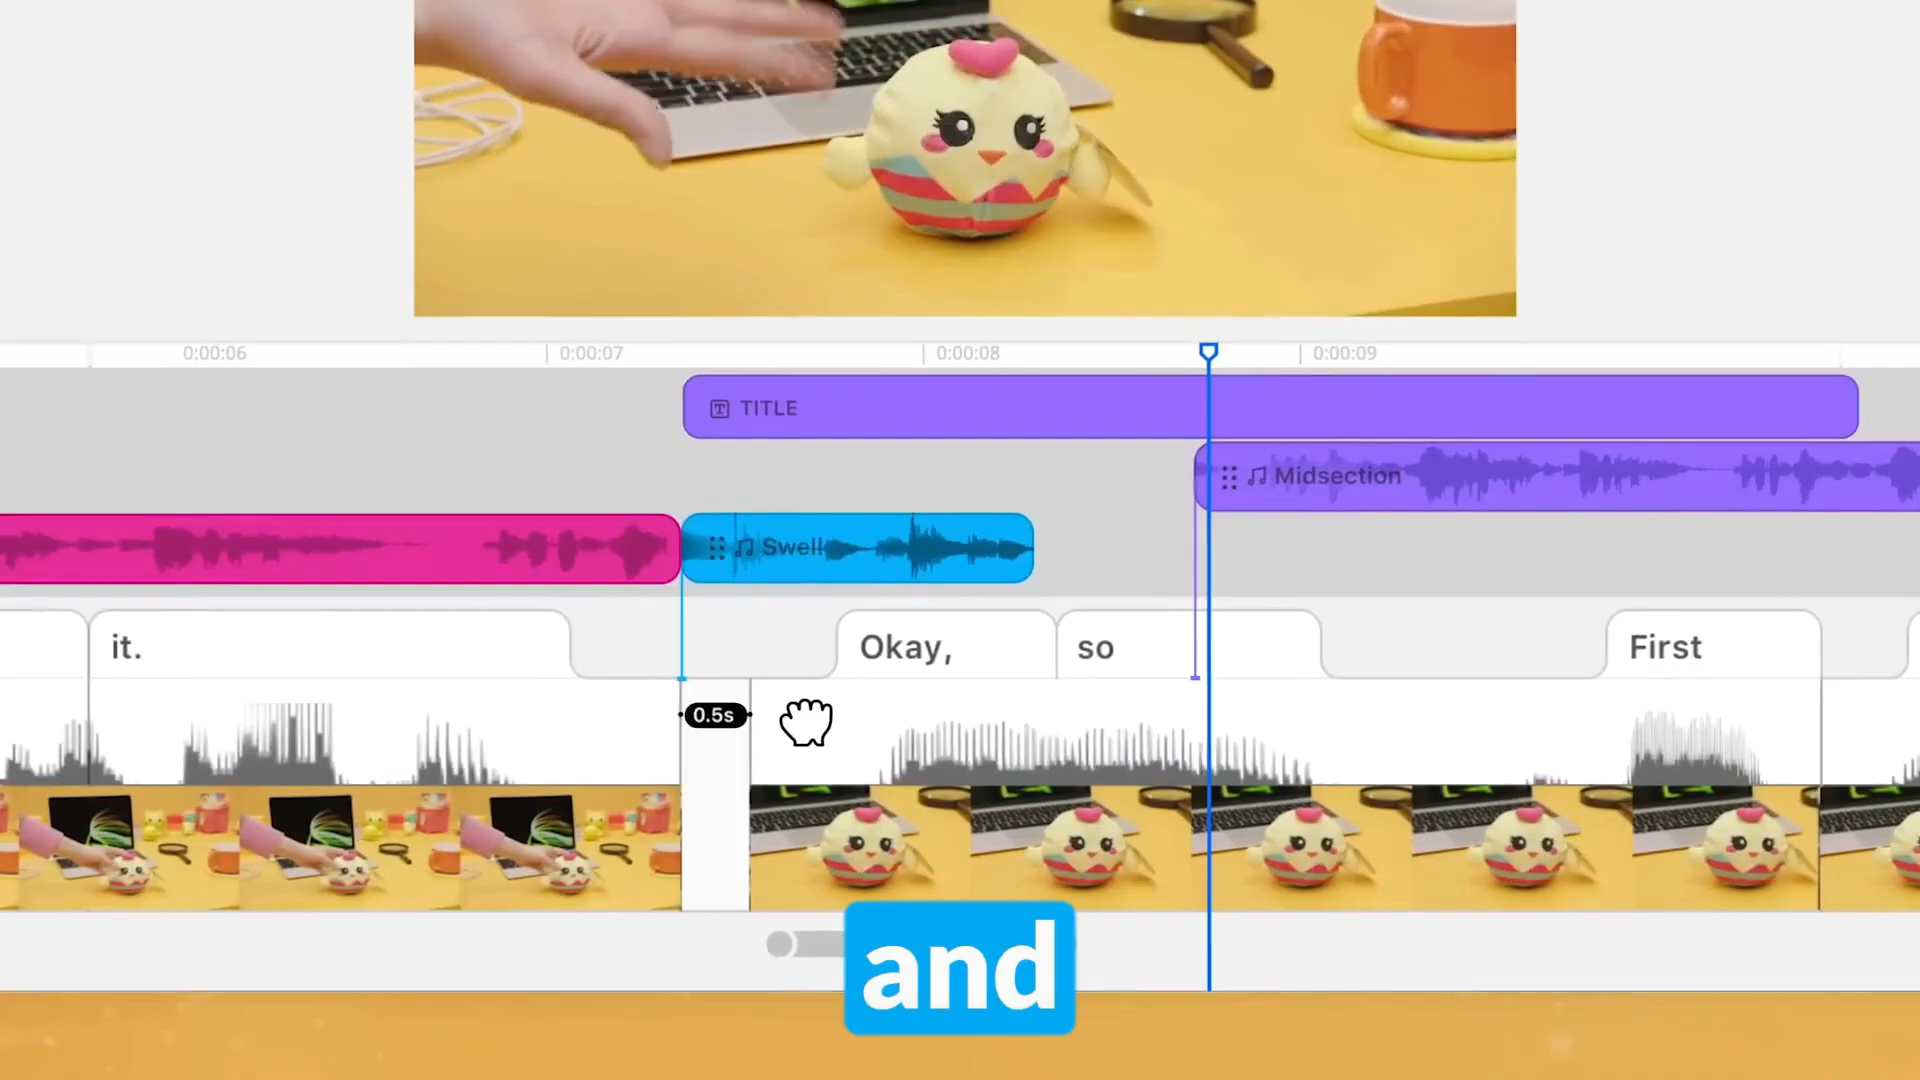 0:00:06 0:00:07 0:00:08 0:00:09
TITLE
Midsection
Swell
it. Okay, so First
0.5s
and